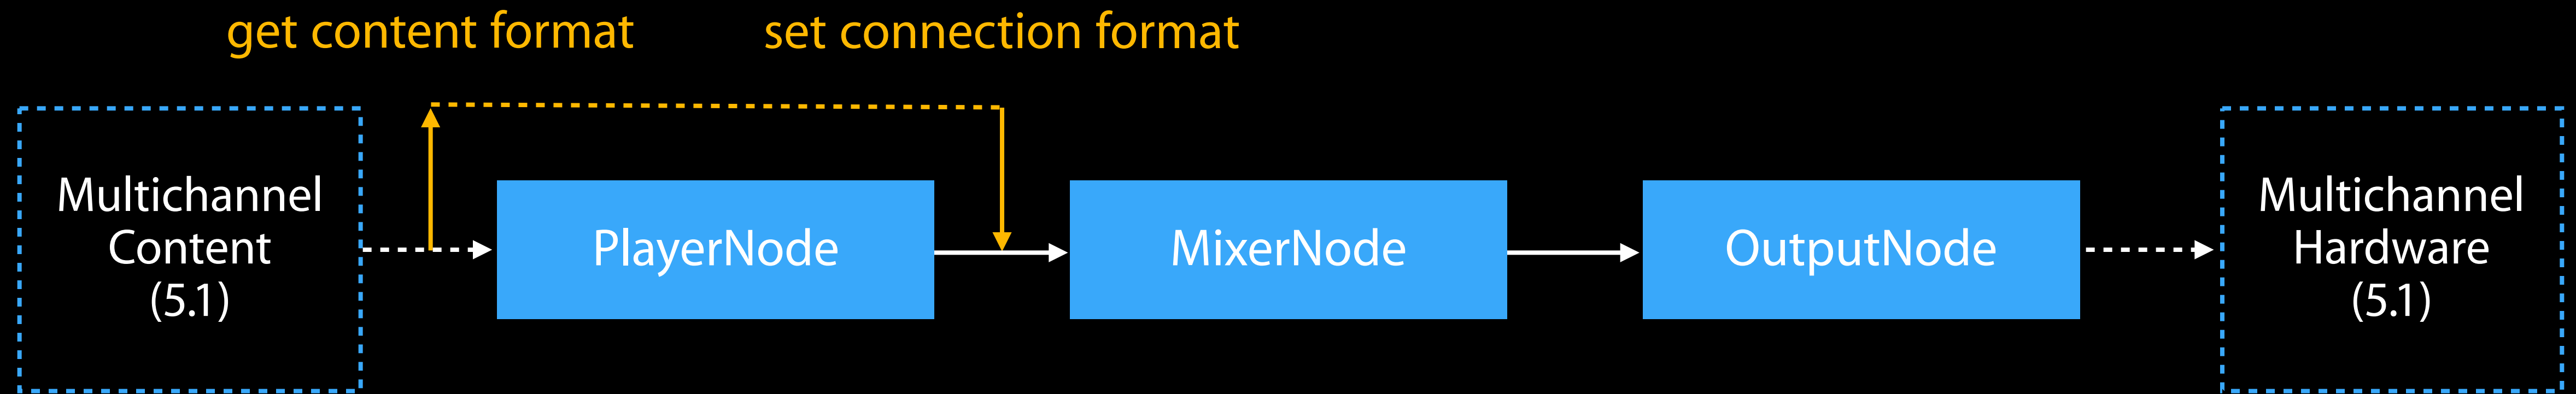 get content format
set connection format
Multichannel
Content
(5.1)
PlayerNode
MixerNode
OutputNode
Multichannel
Hardware
(5.1)